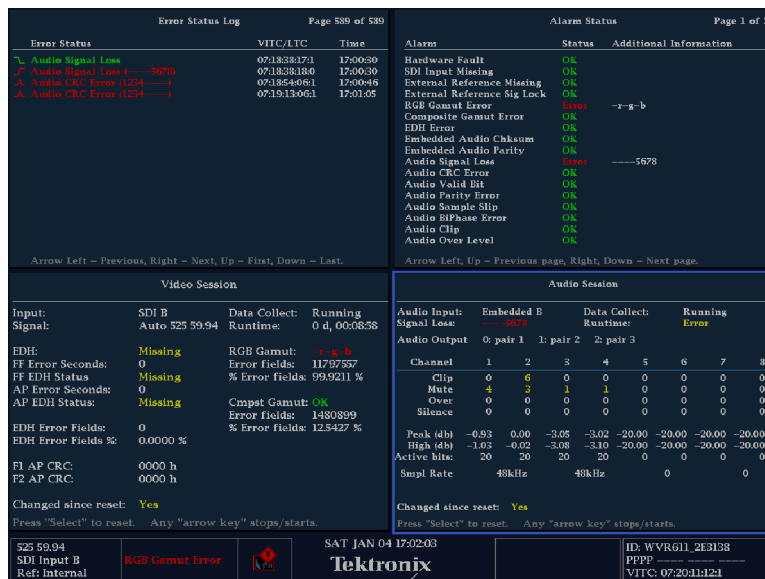 Error Status Log Page 589 of 589
Error Status VITC/LTC Time
Audio Signal Loss 07:18:38:17:1 17:00:30
Audio Signal Loss (----5678) 07:18:38:18:0 17:00:30
Audio CRC Error (1234----) 07:18:54:06:1 17:00:46
Audio CRC Error (1234----) 07:19:13:06:1 17:01:05
Arrow Left – Previous, Right – Next, Up – First, Down – Last.
Alarm Status Page 1 of
Alarm Status Additional Information
Hardware Fault OK
SDI Input Missing OK
External Reference Missing OK
External Reference Sig Lock OK
RGB Gamut Error Error –r–g–b
Composite Gamut Error OK
EDH Error OK
Embedded Audio Chksum OK
Embedded Audio Parity OK
Audio Signal Loss Error ----5678
Audio CRC Error OK
Audio Valid Bit OK
Audio Parity Error OK
Audio Sample Slip OK
Audio BiPhase Error OK
Audio Clip OK
Audio Over Level OK
Arrow Left, Up – Previous page, Right, Down – Next page.
Video Session
Input: SDI B Data Collect: Running
Signal: Auto 525 59.94 Runtime: 0 d, 00:08:58
EDH: Missing RGB Gamut: –r–g–b
FF Error Seconds: 0 Error fields: 11797557
FF EDH Status Missing % Error fields: 99.9211 %
AP Error Seconds: 0
AP EDH Status: Missing Cmpst Gamut: OK
Error fields: 1480899
EDH Error Fields: 0 % Error fields: 12.5427 %
EDH Error Fields %: 0.0000 %
F1 AP CRC: 0000 h
F2 AP CRC: 0000 h
Changed since reset: Yes
Press "Select" to reset. Any "arrow key" stops/starts.
Audio Session
Audio Input: Embedded B Data Collect: Running
Signal Loss: ----5678 Runtime: Error
Audio Output 0: pair 1 1: pair 2 2: pair 3
Channel 1 2 3 4 5 6 7 8
Clip 0 6 0 0 0 0 0 0
Mute 4 3 1 1 0 0 0 0
Over 0 0 0 0 0 0 0 0
Silence 0 0 0 0 0 0 0 0
Peak (db) –0.93 0.00 –3.05 –3.02 –20.00 –20.00 –20.00 –20.00
High (db) –1.03 –0.02 –3.08 –3.10 –20.00 –20.00 –20.00 –20.00
Active bits: 20 20 20 20 0 0 0 0
Smpl Rate 48kHz 48kHz 0 0
Changed since reset: Yes
Press "Select" to reset. Any "arrow key" stops/starts.
525 59.94
SDI Input B
Ref: Internal
RGB Gamut Error
SAT JAN 04 17:02:03
Tektronix
ID: WVR611_2E3138
PPPP ---- ---- ----
VITC: 07:20:11:12:1